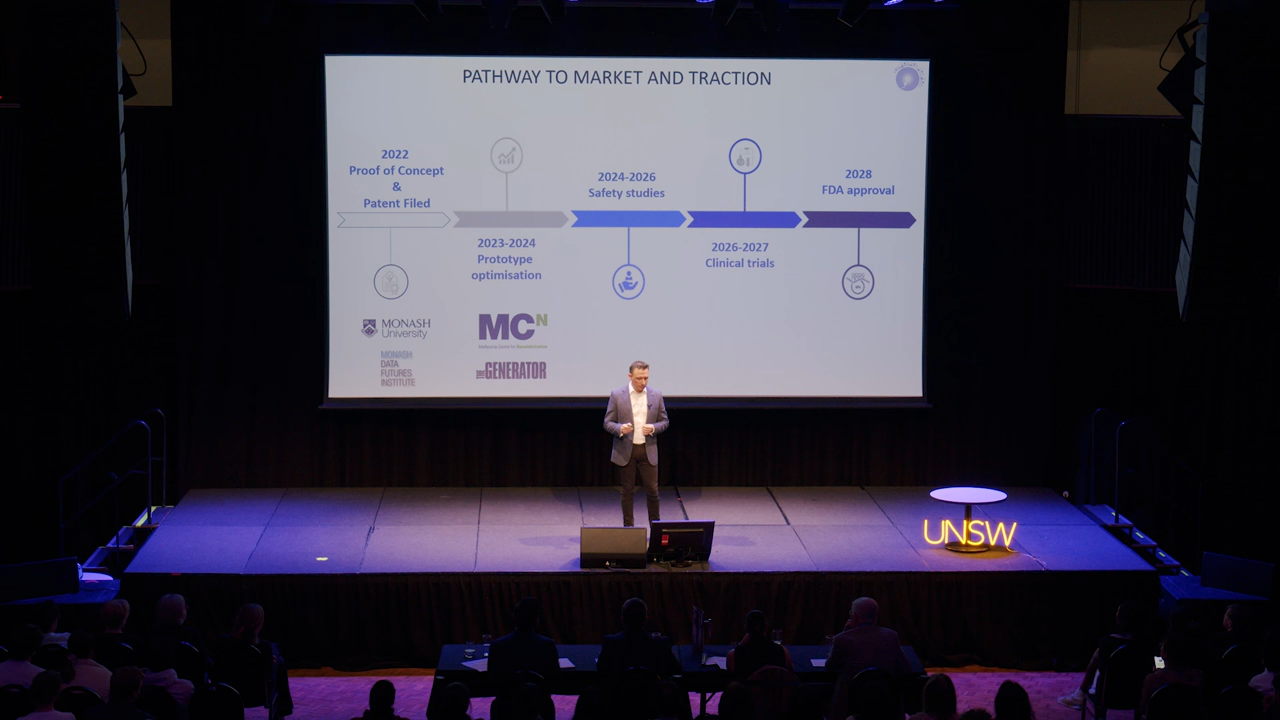 PATHWAY TO MARKET AND TRACTION
2022
Proof of Concept
&
Patent Filed
2023-2024
Prototype
optimisation
2024-2026
Safety studies
2026-2027
Clinical trials
2028
FDA approval
MONASH
University
MONASH
DATA
FUTURES
INSTITUTE
MCN
THE GENERATOR
UNSW